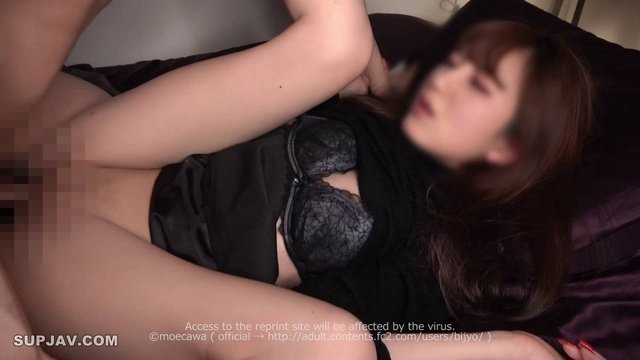 Access to the reprint site will be affected by the virus.
©moecawa ( official → http://adult.contents.fc2.com/users/bijyo/ )
SUPJAV.COM